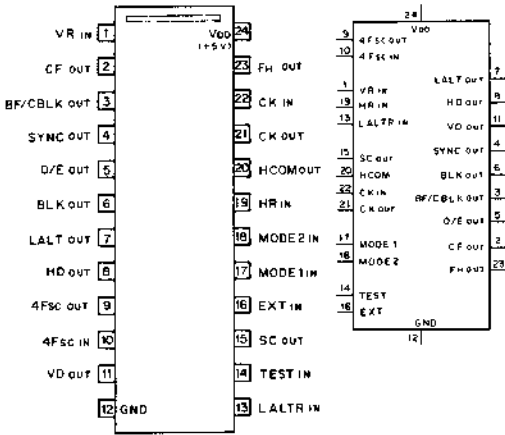 VR IN 1
CF OUT 2
BF/CBLK OUT 3
SYNC OUT 4
O/E OUT 5
BLK OUT 6
LALT OUT 7
HD OUT 8
4FSC OUT 9
4FSC IN 10
VD OUT 11
12 GND
24 VDD
(+5V)
23 FH OUT
22 CK IN
21 CK OUT
20 HCOM OUT
19 HR IN
18 MODE2 IN
17 MODE1 IN
16 EXT IN
15 SC OUT
14 TEST IN
13 LALTR IN
24
VDD
9 4FSC OUT
10 4FSC IN
1 VR IN
19 HR IN
13 LALTR IN
15 SC OUT
20 HCOM
22 CK IN
21 CK OUT
17 MODE1
18 MODE2
14 TEST
16 EXT
LALT OUT 7
HD OUT 8
VD OUT 11
SYNC OUT 4
BLK OUT 6
BF/CBLK OUT 3
O/E OUT 5
CF OUT 2
FH OUT 23
GND
12